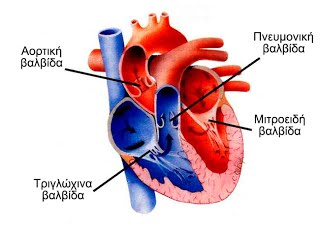 Αορτική
βαλβίδα
Πνευμονική
βαλβίδα
Μιτροειδή
βαλβίδα
Τριγλώχινα
βαλβίδα